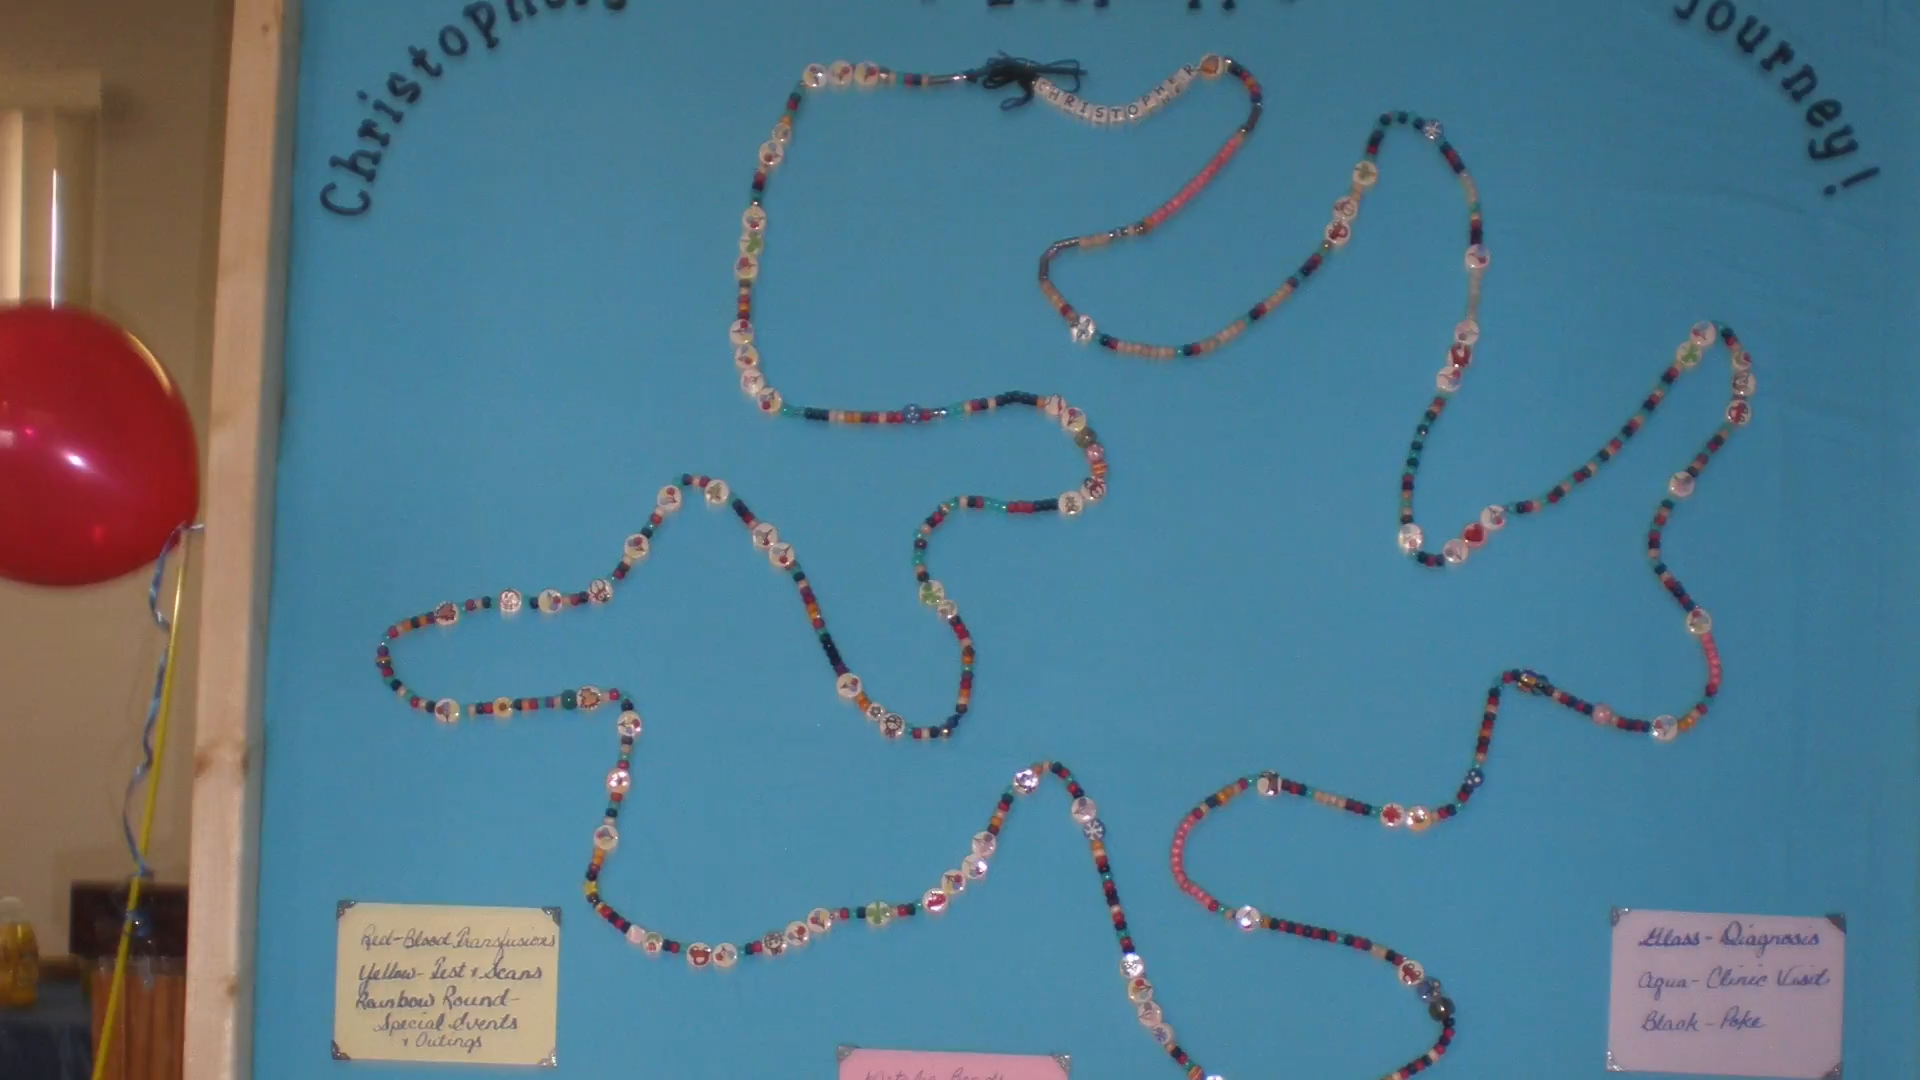 journey!
CHRISTOPHER
Red-Blood Transfusions
Yellow-Test & Scans
Rainbow Round-
Special Events
& Outings
Glass-Diagnosis
Aqua-Clinic Visit
Black-Poke